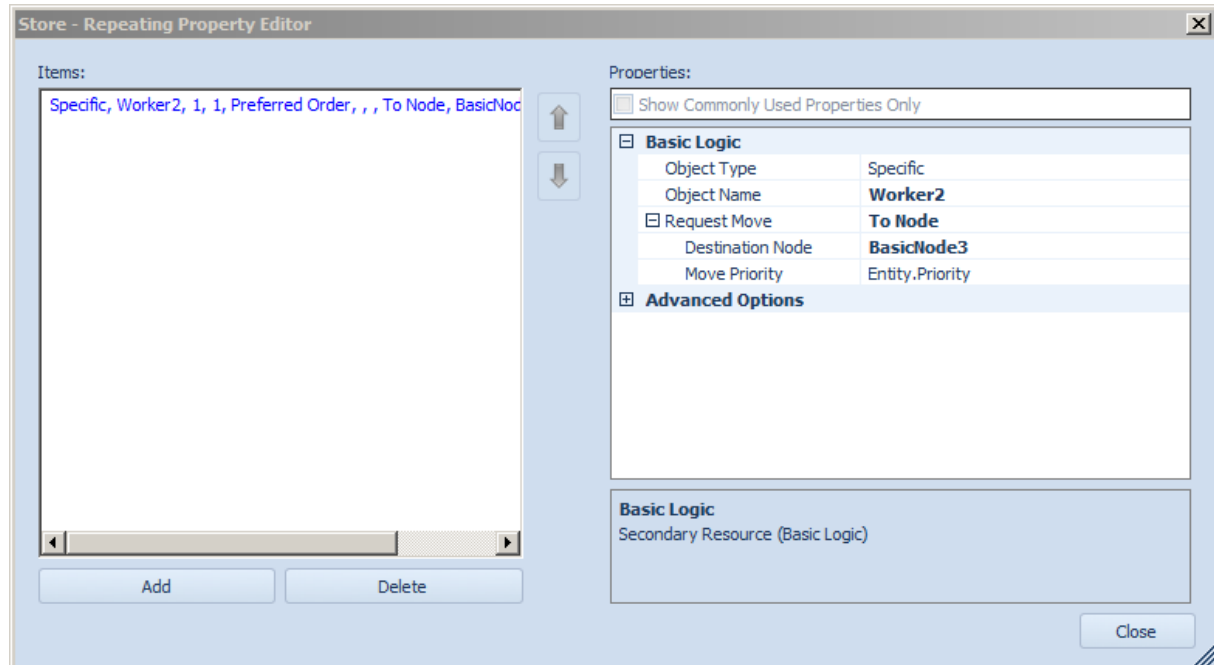 Store - Repeating Property Editor
Items:
Specific, Worker2, 1, 1, Preferred Order, , , To Node, BasicNod
Add
Delete
Properties:
Show Commonly Used Properties Only
Basic Logic
Object Type Specific
Object Name Worker2
Request Move To Node
Destination Node BasicNode3
Move Priority Entity.Priority
Advanced Options
Basic Logic
Secondary Resource (Basic Logic)
Close